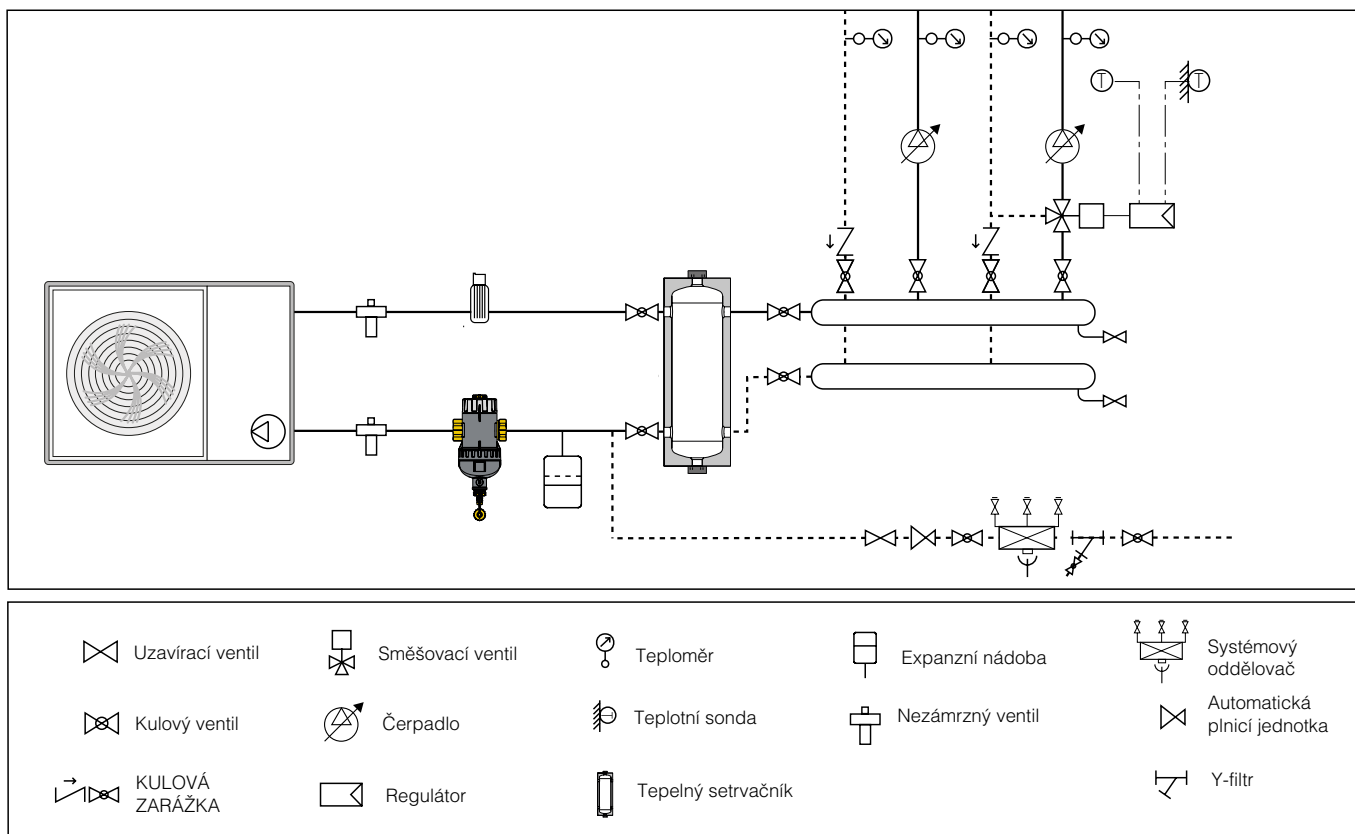 T
T
Uzavírací ventil
Směšovací ventil
Teploměr
Expanzní nádoba
Systémový
oddělovač
Kulový ventil
Čerpadlo
Teplotní sonda
Nezámrzný ventil
Automatická
plnicí jednotka
KULOVÁ
ZARÁŽKA
Regulátor
Tepelný setrvačník
Y-filtr